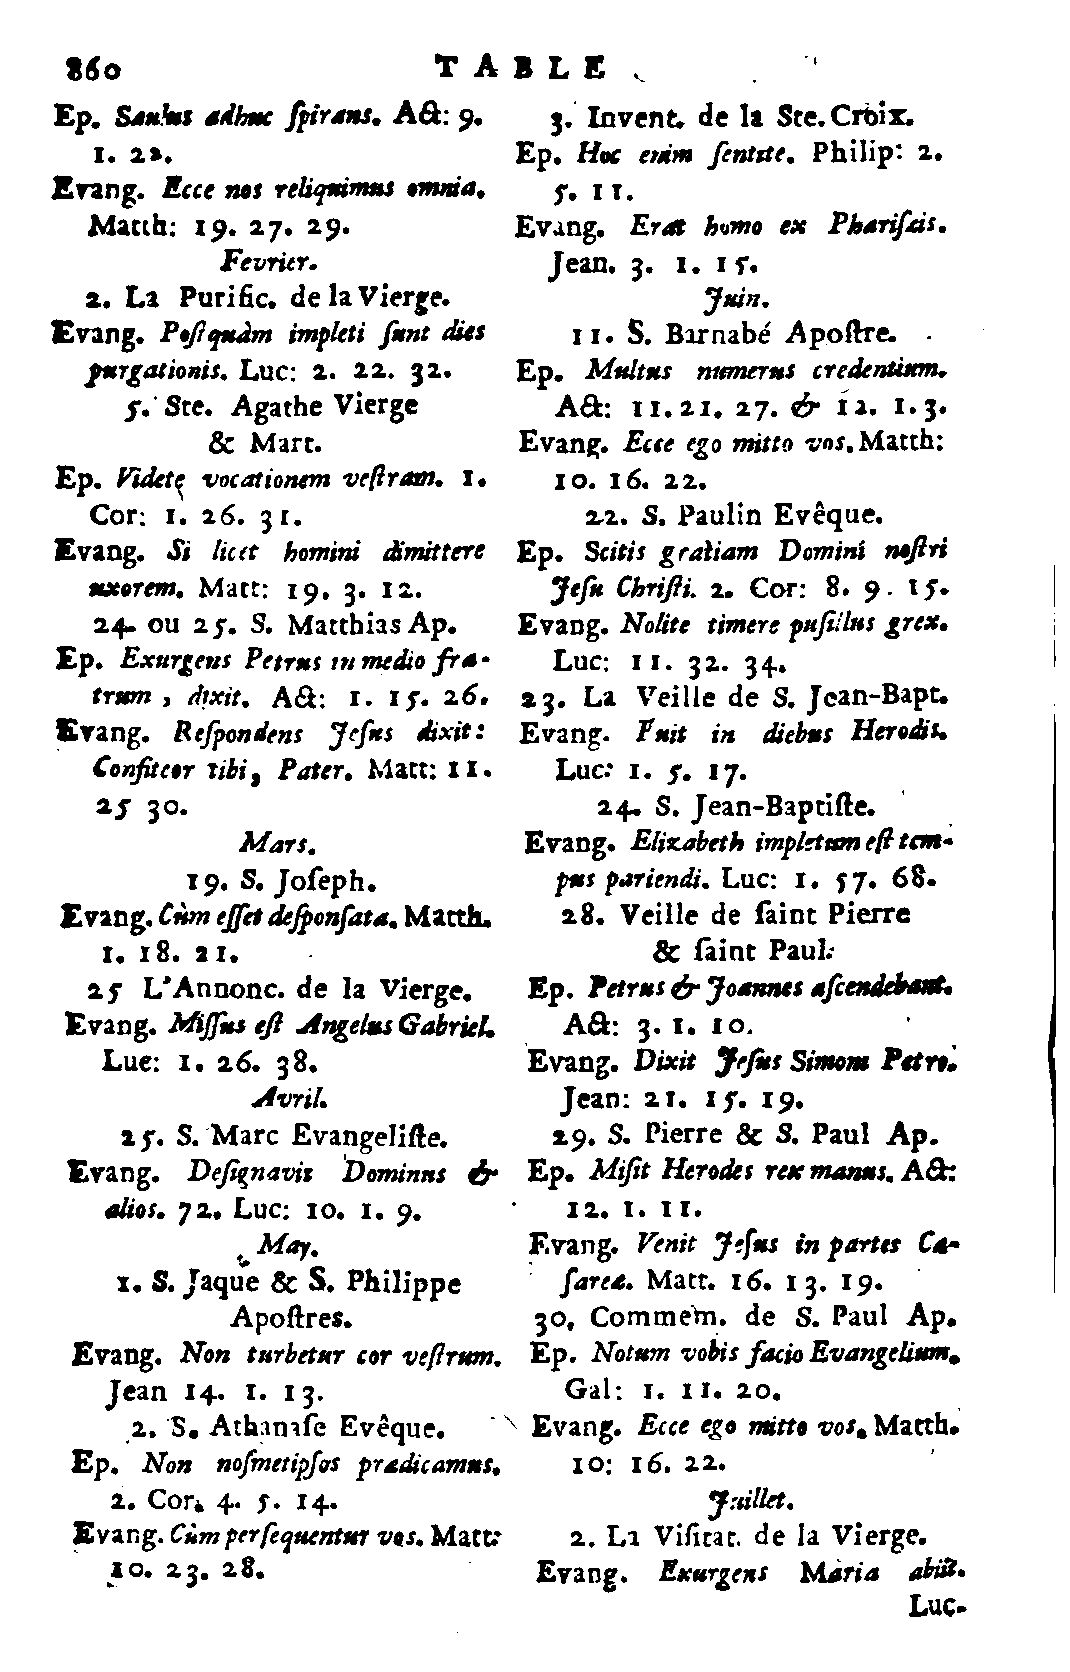 860 TABLE
Ep. Saulus adhuc ſpirans. Act: 9.
1. 22.
Evang. Ecce nos reliquimus omnia.
Matth: 19. 27. 29.
Fevrier.
2. La Purific. de la Vierge.
Evang. Poſtquàm impleti ſunt dies
purgationis. Luc: 2. 22. 32.
5. Ste. Agathe Vierge
& Mart.
Ep. Videte vocationem veſtram. 1.
Cor: 1. 26. 31.
Evang. Si licet homini dimittere
uxorem. Matt: 19. 3. 12.
24. ou 25. S. Matthias Ap.
Ep. Exurgens Petrus in medio fra-
trum, dixit. Act: 1. 15. 26.
Evang. Reſpondens Jeſus dixit:
Confiteor tibi, Pater. Matt: 11.
25 30.
Mars.
19. S. Joſeph.
Evang. Cùm eſſet deſponſata. Matth.
1. 18. 21.
25 L'Annonc. de la Vierge.
Evang. Miſſus eſt Angelus Gabriel.
Luc: 1. 26. 38.
Avril.
25. S. Marc Evangeliſte.
Evang. Deſignavit Dominus &
alios. 72. Luc: 10. 1. 9.
May.
1. S. Jaque & S. Philippe
Apoſtres.
Evang. Non turbetur cor veſtrum.
Jean 14. 1. 13.
2. S. Athanaſe Evêque.
Ep. Non noſmetipſos prædicamus.
2. Cor. 4. 5. 14.
Evang. Cùm perſequentur vos. Matt:
10. 23. 28.
3. Invent. de la Ste. Croix.
Ep. Hoc enim ſentite. Philip: 2.
5. 11.
Evang. Erat homo ex Phariſæis.
Jean. 3. 1. 15.
Juin.
11. S. Barnabé Apoſtre.
Ep. Multus numerus credentium.
Act: 11. 21. 27. & 12. 1. 3.
Evang. Ecce ego mitto vos. Matth:
10. 16. 22.
22. S. Paulin Evêque.
Ep. Scitis gratiam Domini noſtri
Jeſu Chriſti. 2. Cor: 8. 9. 15.
Evang. Nolite timere puſillus grex.
Luc: 11. 32. 34.
23. La Veille de S. Jean-Bapt.
Evang. Fuit in diebus Herodis.
Luc: 1. 5. 17.
24. S. Jean-Baptiſte.
Evang. Elizabeth impletum eſt tem-
pus pariendi. Luc: 1. 57. 68.
28. Veille de ſaint Pierre
& ſaint Paul:
Ep. Petrus & Joannes aſcendebant.
Act: 3. 1. 10.
Evang. Dixit Jeſus Simoni Petro.
Jean: 21. 15. 19.
29. S. Pierre & S. Paul Ap.
Ep. Miſit Herodes rex manus. Act:
12. 1. 11.
Evang. Venit Jeſus in partes Cæ-
ſarea. Matt. 16. 13. 19.
30, Commem. de S. Paul Ap.
Ep. Notum vobis facio Evangelium.
Gal: 1. 11. 20.
Evang. Ecce ego mitto vos. Matth.
10: 16. 22.
Juillet.
2. La Viſitat. de la Vierge.
Evang. Exurgens Maria abiit.
Luc.